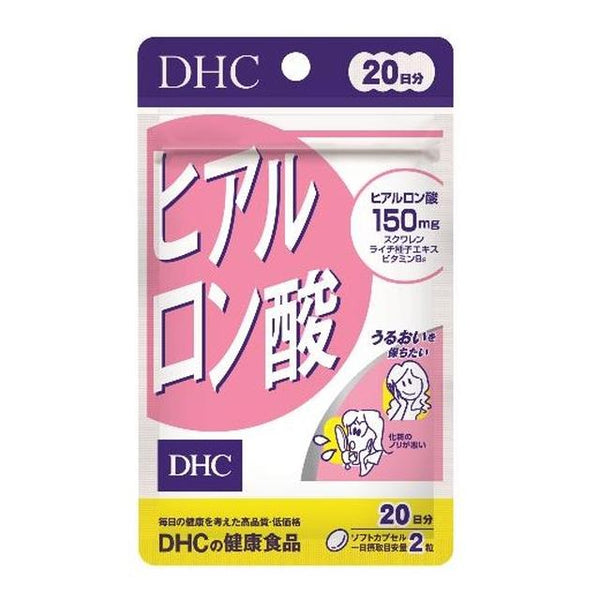 DHC
20日分
ヒアル
ロン酸
ヒアルロン酸
150mg
スクワレン
ライチ種子エキス
ビタミンB₂
うるおいを
保ちたい
化粧の
ノリが悪い
DHC
毎日の健康を考えた高品質・低価格
DHCの健康食品
20日分
ソフトカプセル
一日摂取目安量2粒